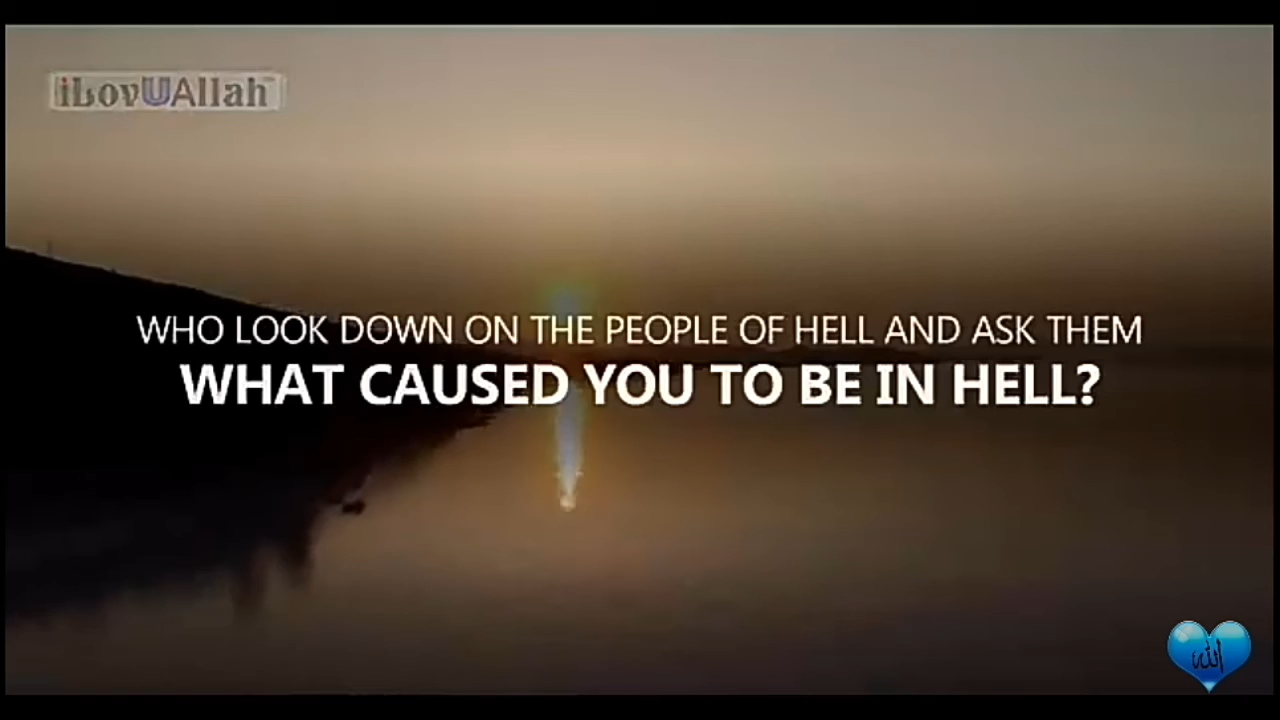 iLovUAllah
WHO LOOK DOWN ON THE PEOPLE OF HELL AND ASK THEM
WHAT CAUSED YOU TO BE IN HELL?
الله